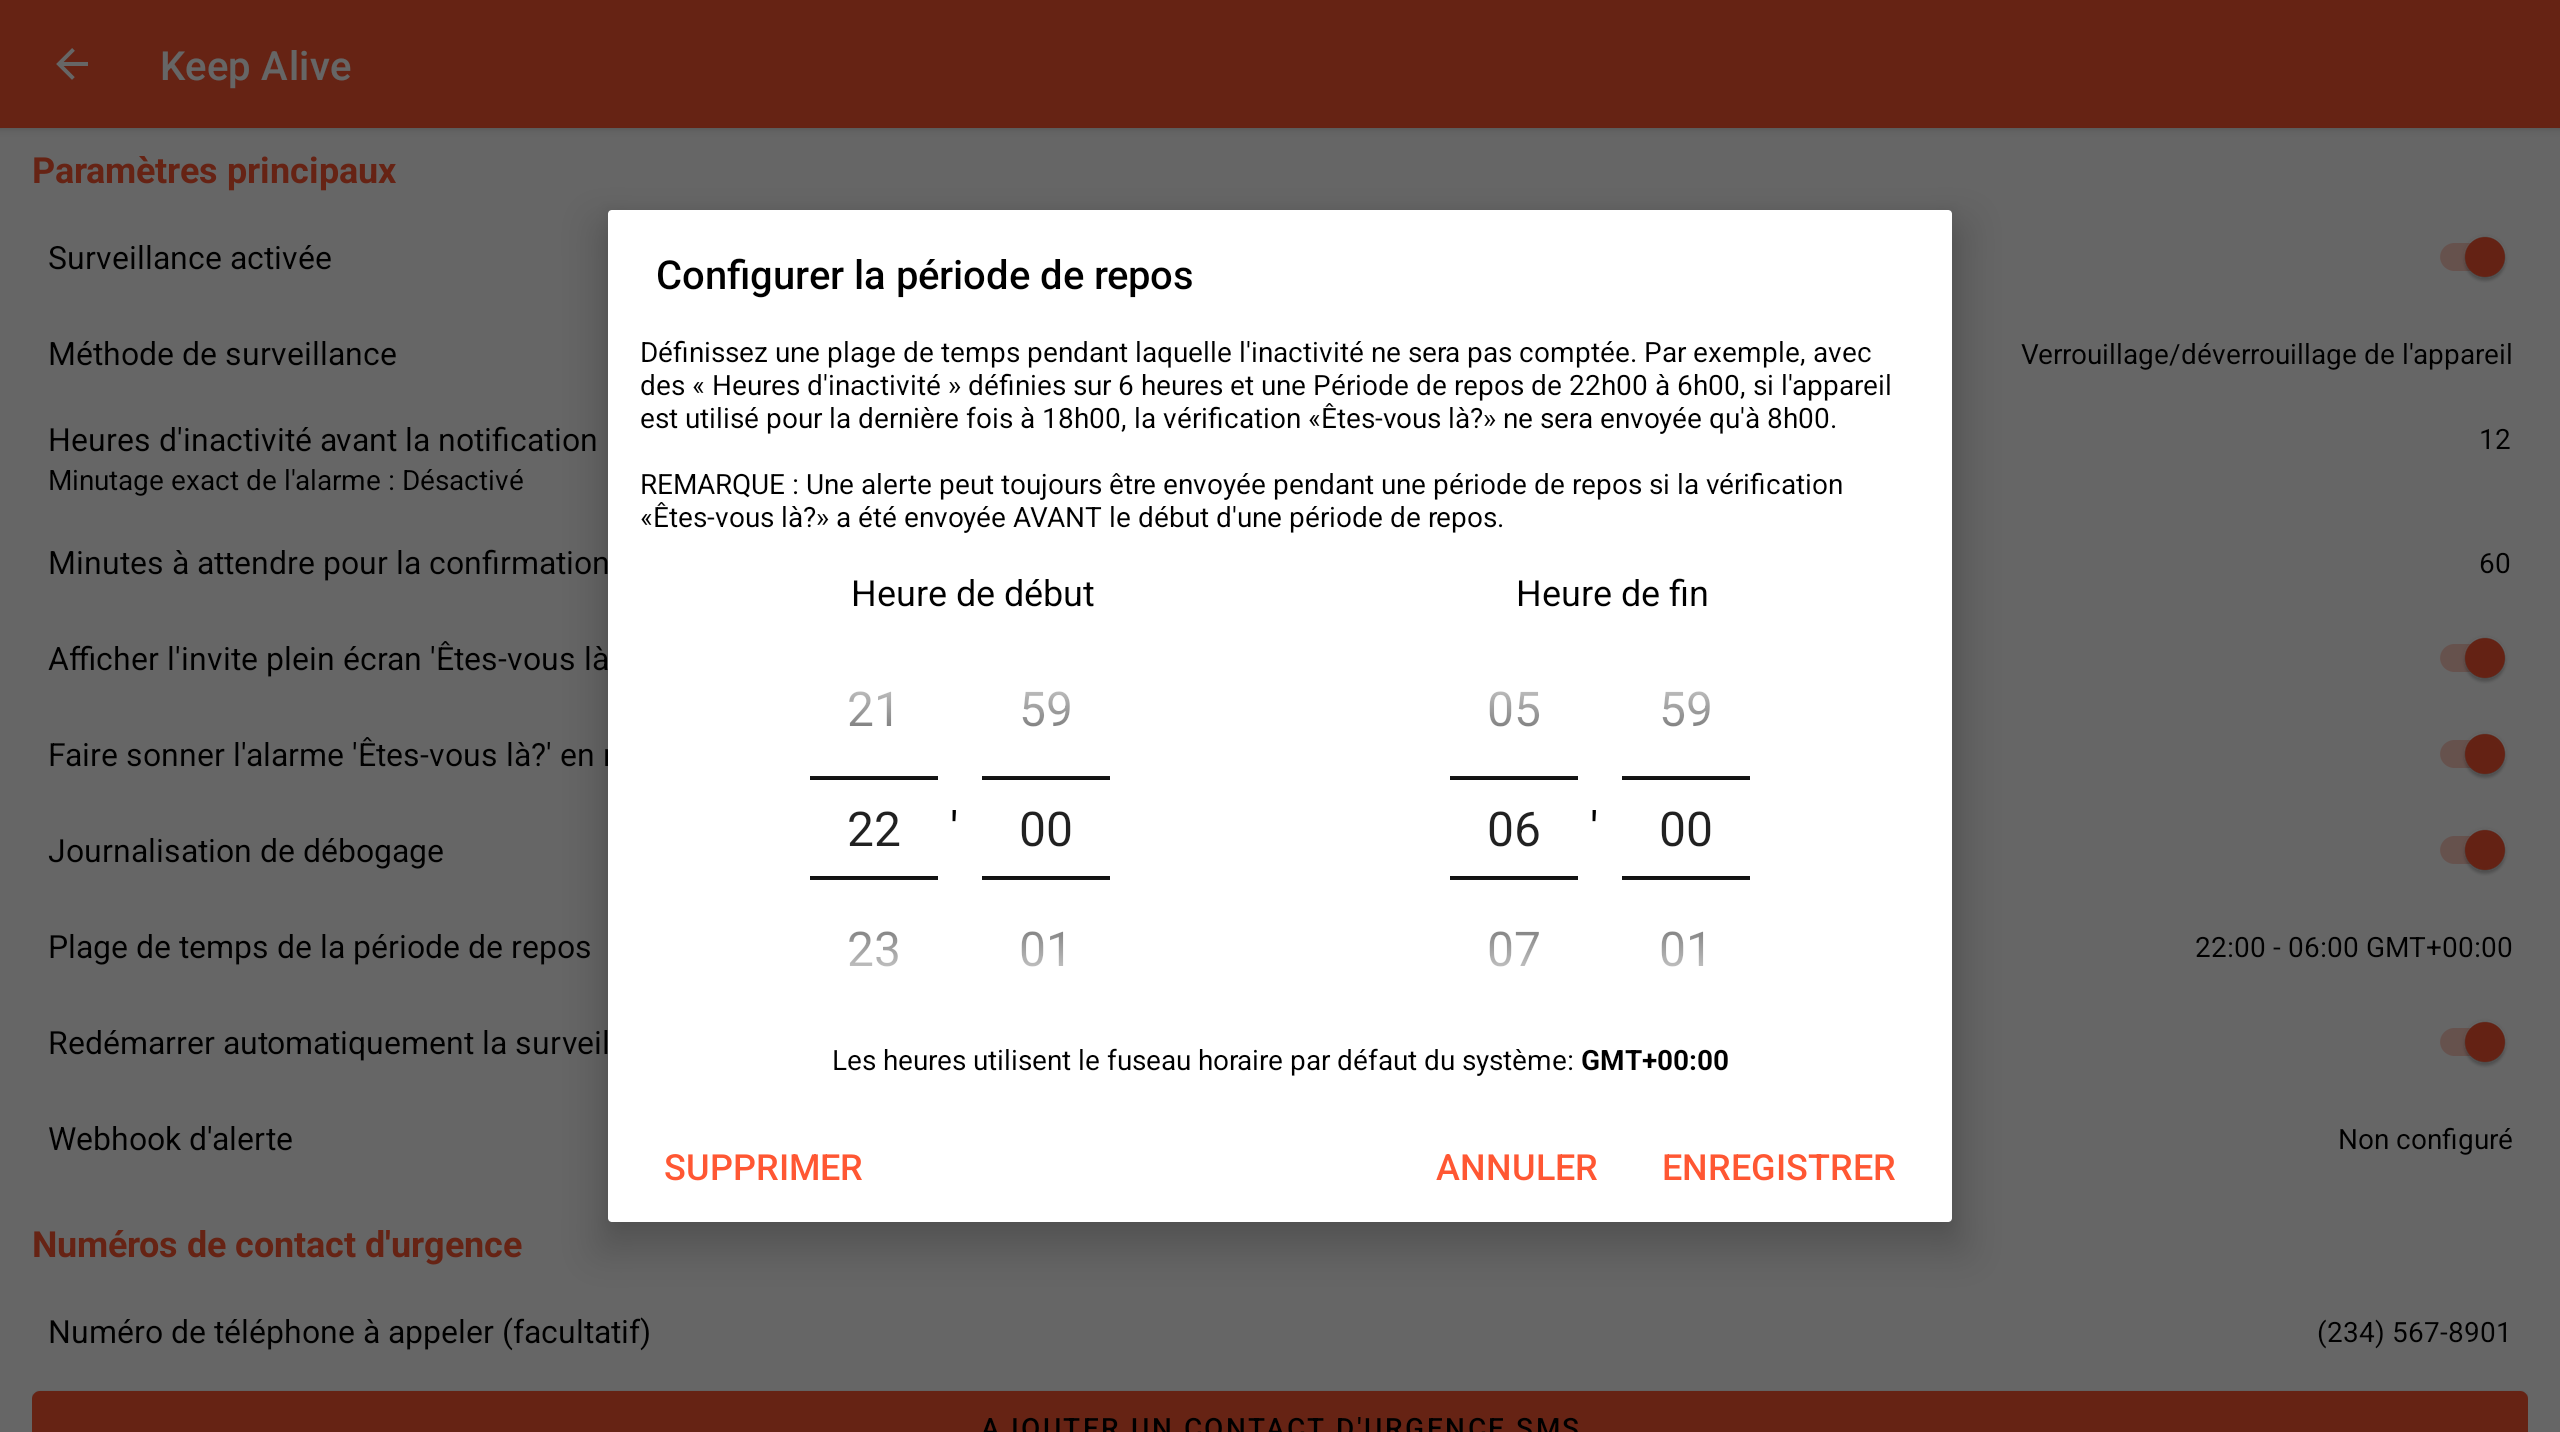 Keep Alive
Paramètres principaux
Surveillance activée
Méthode de surveillance
Verrouillage/déverrouillage de l'appareil
Heures d'inactivité avant la notification
12
Minutage exact de l'alarme : Désactivé
Minutes à attendre pour la confirmation
60
Afficher l'invite plein écran 'Êtes-vous là
Faire sonner l'alarme 'Êtes-vous là?' en
Journalisation de débogage
Plage de temps de la période de repos
22:00 - 06:00 GMT+00:00
Redémarrer automatiquement la surveil
Webhook d'alerte
Non configuré
Numéros de contact d'urgence
Numéro de téléphone à appeler (facultatif)
(234) 567-8901
AJOUTER UN CONTACT D'URGENCE SMS
Configurer la période de repos
Définissez une plage de temps pendant laquelle l'inactivité ne sera pas comptée. Par exemple, avec
des « Heures d'inactivité » définies sur 6 heures et une Période de repos de 22h00 à 6h00, si l'appareil
est utilisé pour la dernière fois à 18h00, la vérification «Êtes-vous là?» ne sera envoyée qu'à 8h00.
REMARQUE : Une alerte peut toujours être envoyée pendant une période de repos si la vérification
«Êtes-vous là?» a été envoyée AVANT le début d'une période de repos.
Heure de début
Heure de fin
21 59 05 59
22 ' 00 06 ' 00
23 01 07 01
Les heures utilisent le fuseau horaire par défaut du système: GMT+00:00
SUPPRIMER
ANNULER
ENREGISTRER